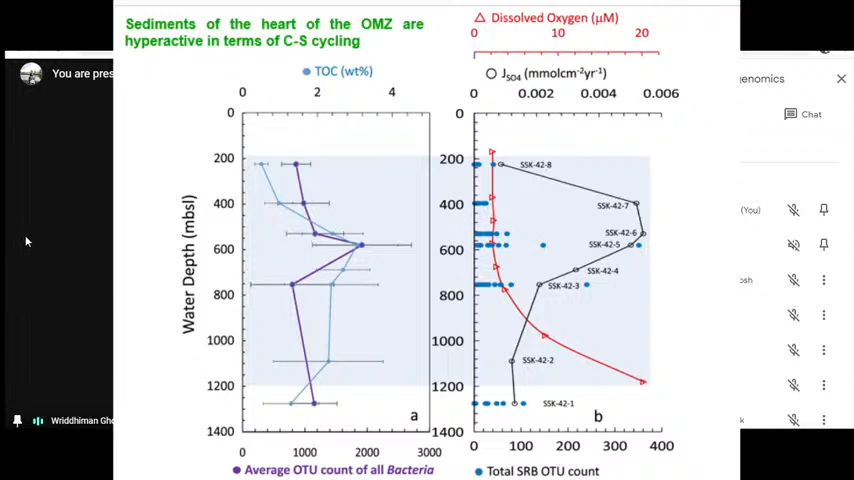 Sediments of the heart of the OMZ are
hyperactive in terms of C-S cycling
Dissolved Oxygen (μM)
0 10 20
TOC (wt%)
J SO4 (mmolcm-2yr-1)
0 2 4
0 0.002 0.004 0.006
You are pres
enomics
Chat
(You)
osh
k
Wriddhiman Gho
Water Depth (mbsl)
0
200
400
600
800
1000
1200
1400
0
200
400
600
800
1000
1200
1400
SSK-42-8
SSK-42-7
SSK-42-6
SSK-42-5
SSK-42-4
SSK-42-3
SSK-42-2
SSK-42-1
a
b
0 1000 2000 3000
0 100 200 300 400
Average OTU count of all Bacteria
Total SRB OTU count